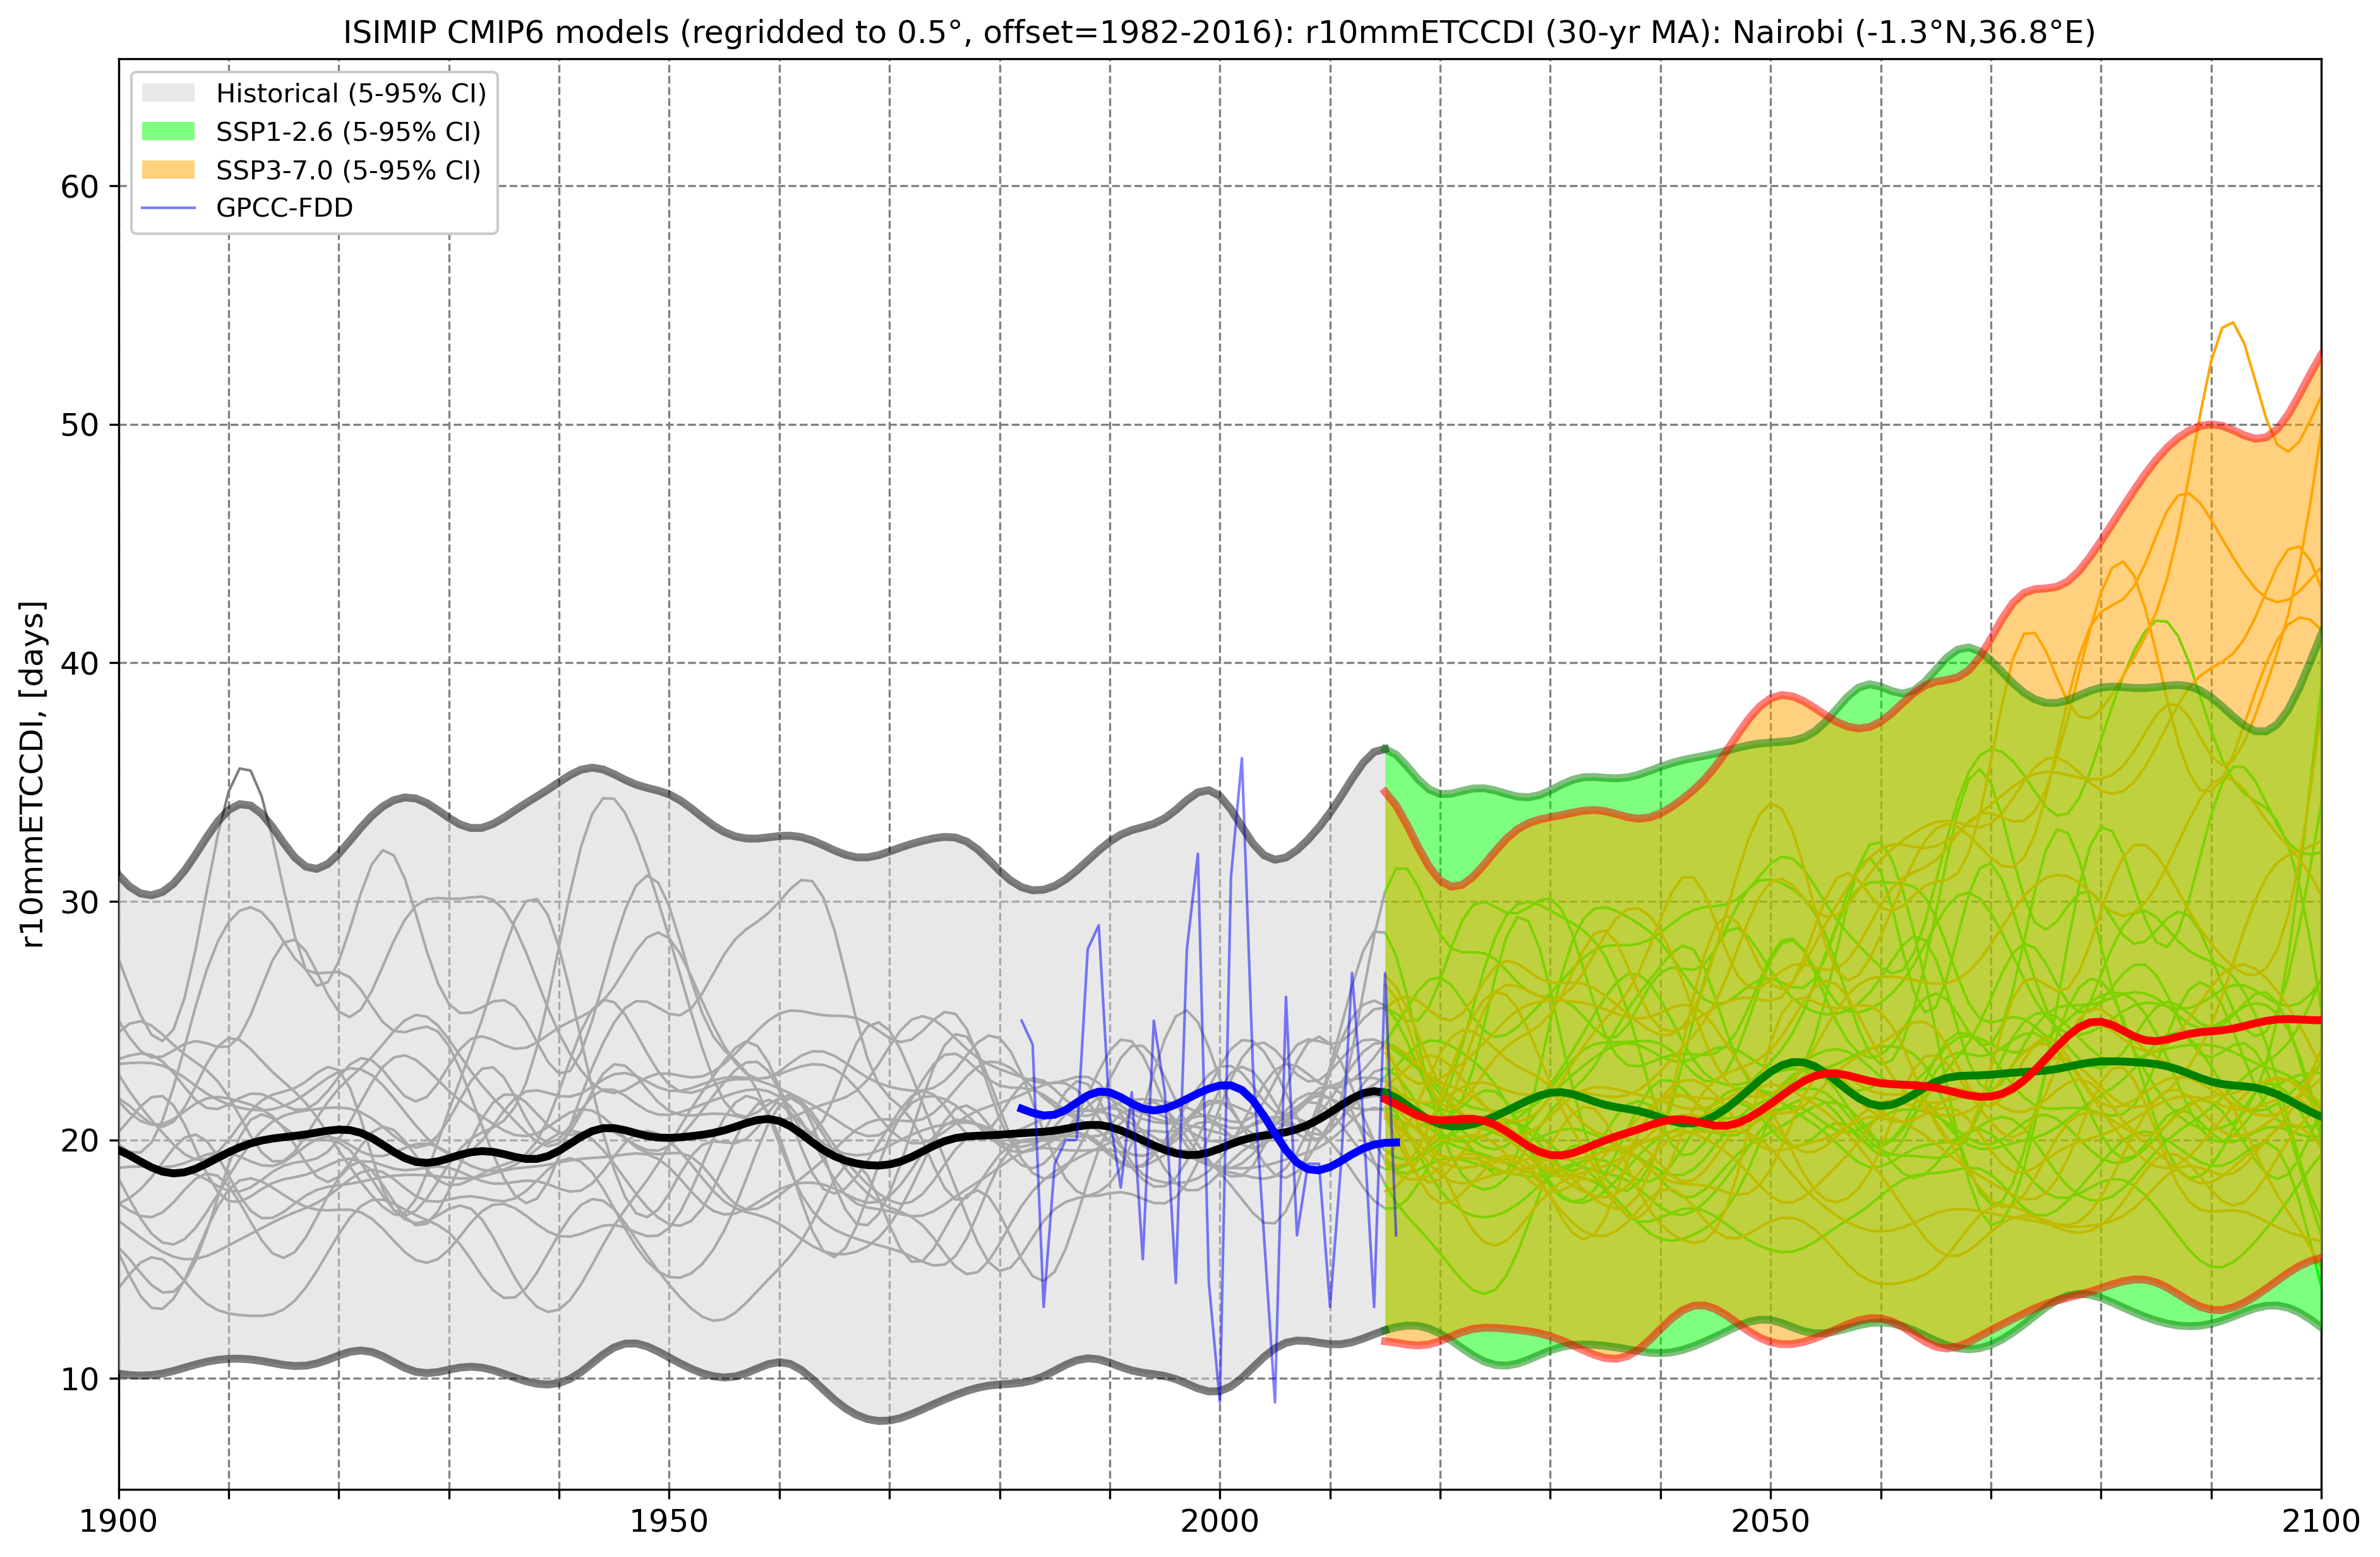 ISIMIP CMIP6 models (regridded to 0.5°, offset=1982-2016): r10mmETCCDI (30-yr MA): Nairobi (-1.3°N,36.8°E)
Historical (5-95% CI)
SSP1-2.6 (5-95% CI)
SSP3-7.0 (5-95% CI)
GPCC-FDD
r10mmETCCDI, [days]
60
50
40
30
20
10
1900
1950
2000
2050
2100